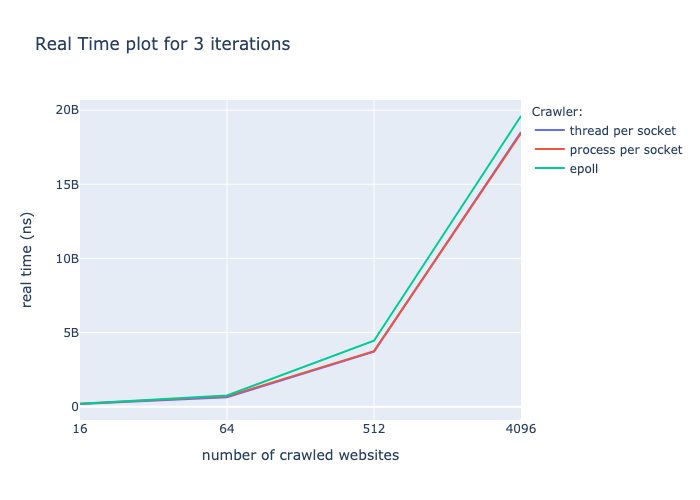 Real Time plot for 3 iterations
20B
15B
10B
5B
0
real time (ns)
16
64
512
4096
number of crawled websites
Crawler:
thread per socket
process per socket
epoll